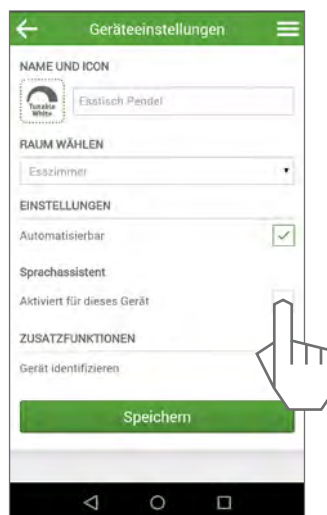 Geräteeinstellungen
NAME UND ICON
Tunable
White
Esstisch Pendel
RAUM WÄHLEN
Esszimmer
EINSTELLUNGEN
Automatisierbar
Sprachassistent
Aktiviert für dieses Gerät
ZUSATZFUNKTIONEN
Gerät identifizieren
Speichern